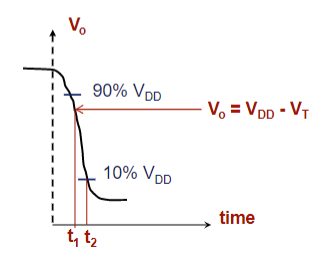 Vo
90% VDD
Vo = VDD - VT
10% VDD
time
t1 t2